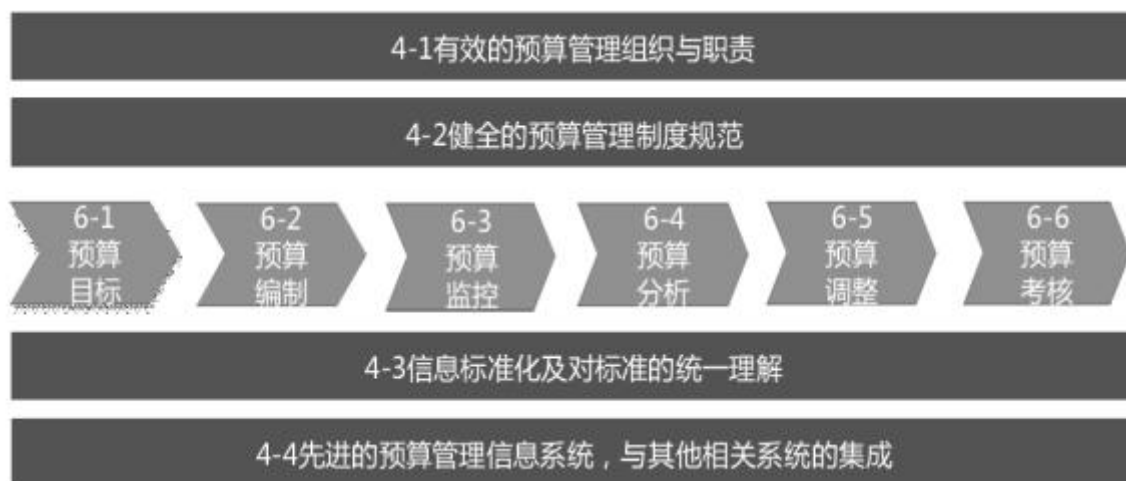 4-1有效的预算管理组织与职责
4-2健全的预算管理制度规范
6-1
预算
目标
6-2
预算
编制
6-3
预算
监控
6-4
预算
分析
6-5
预算
调整
6-6
预算
考核
4-3信息标准化及对标准的统一理解
4-4先进的预算管理信息系统，与其他相关系统的集成